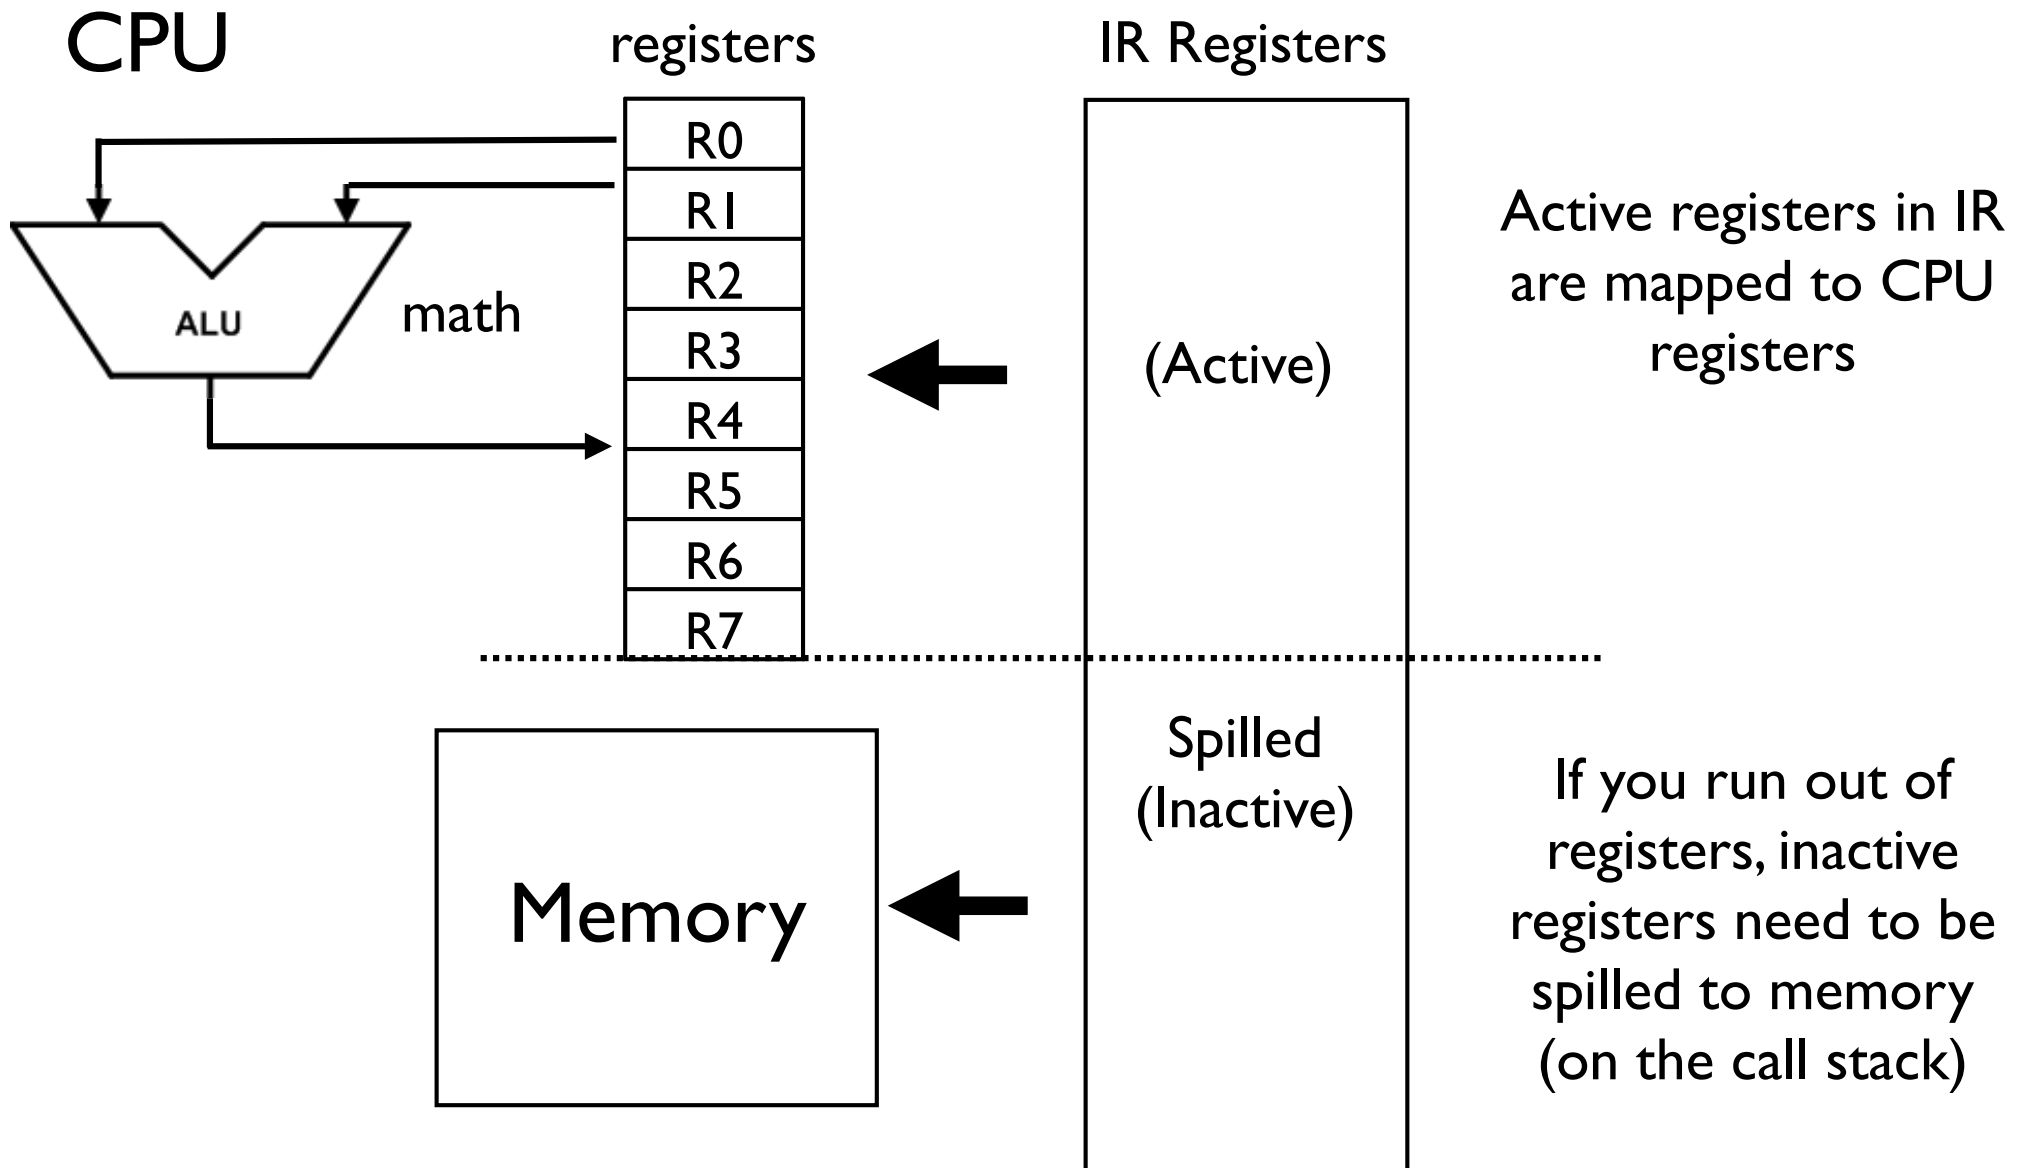 CPU
registers
IR Registers
R0
R1
R2
R3
R4
R5
R6
R7
ALU
math
(Active)
Active registers in IR
are mapped to CPU
registers
Memory
Spilled
(Inactive)
If you run out of
registers, inactive
registers need to be
spilled to memory
(on the call stack)